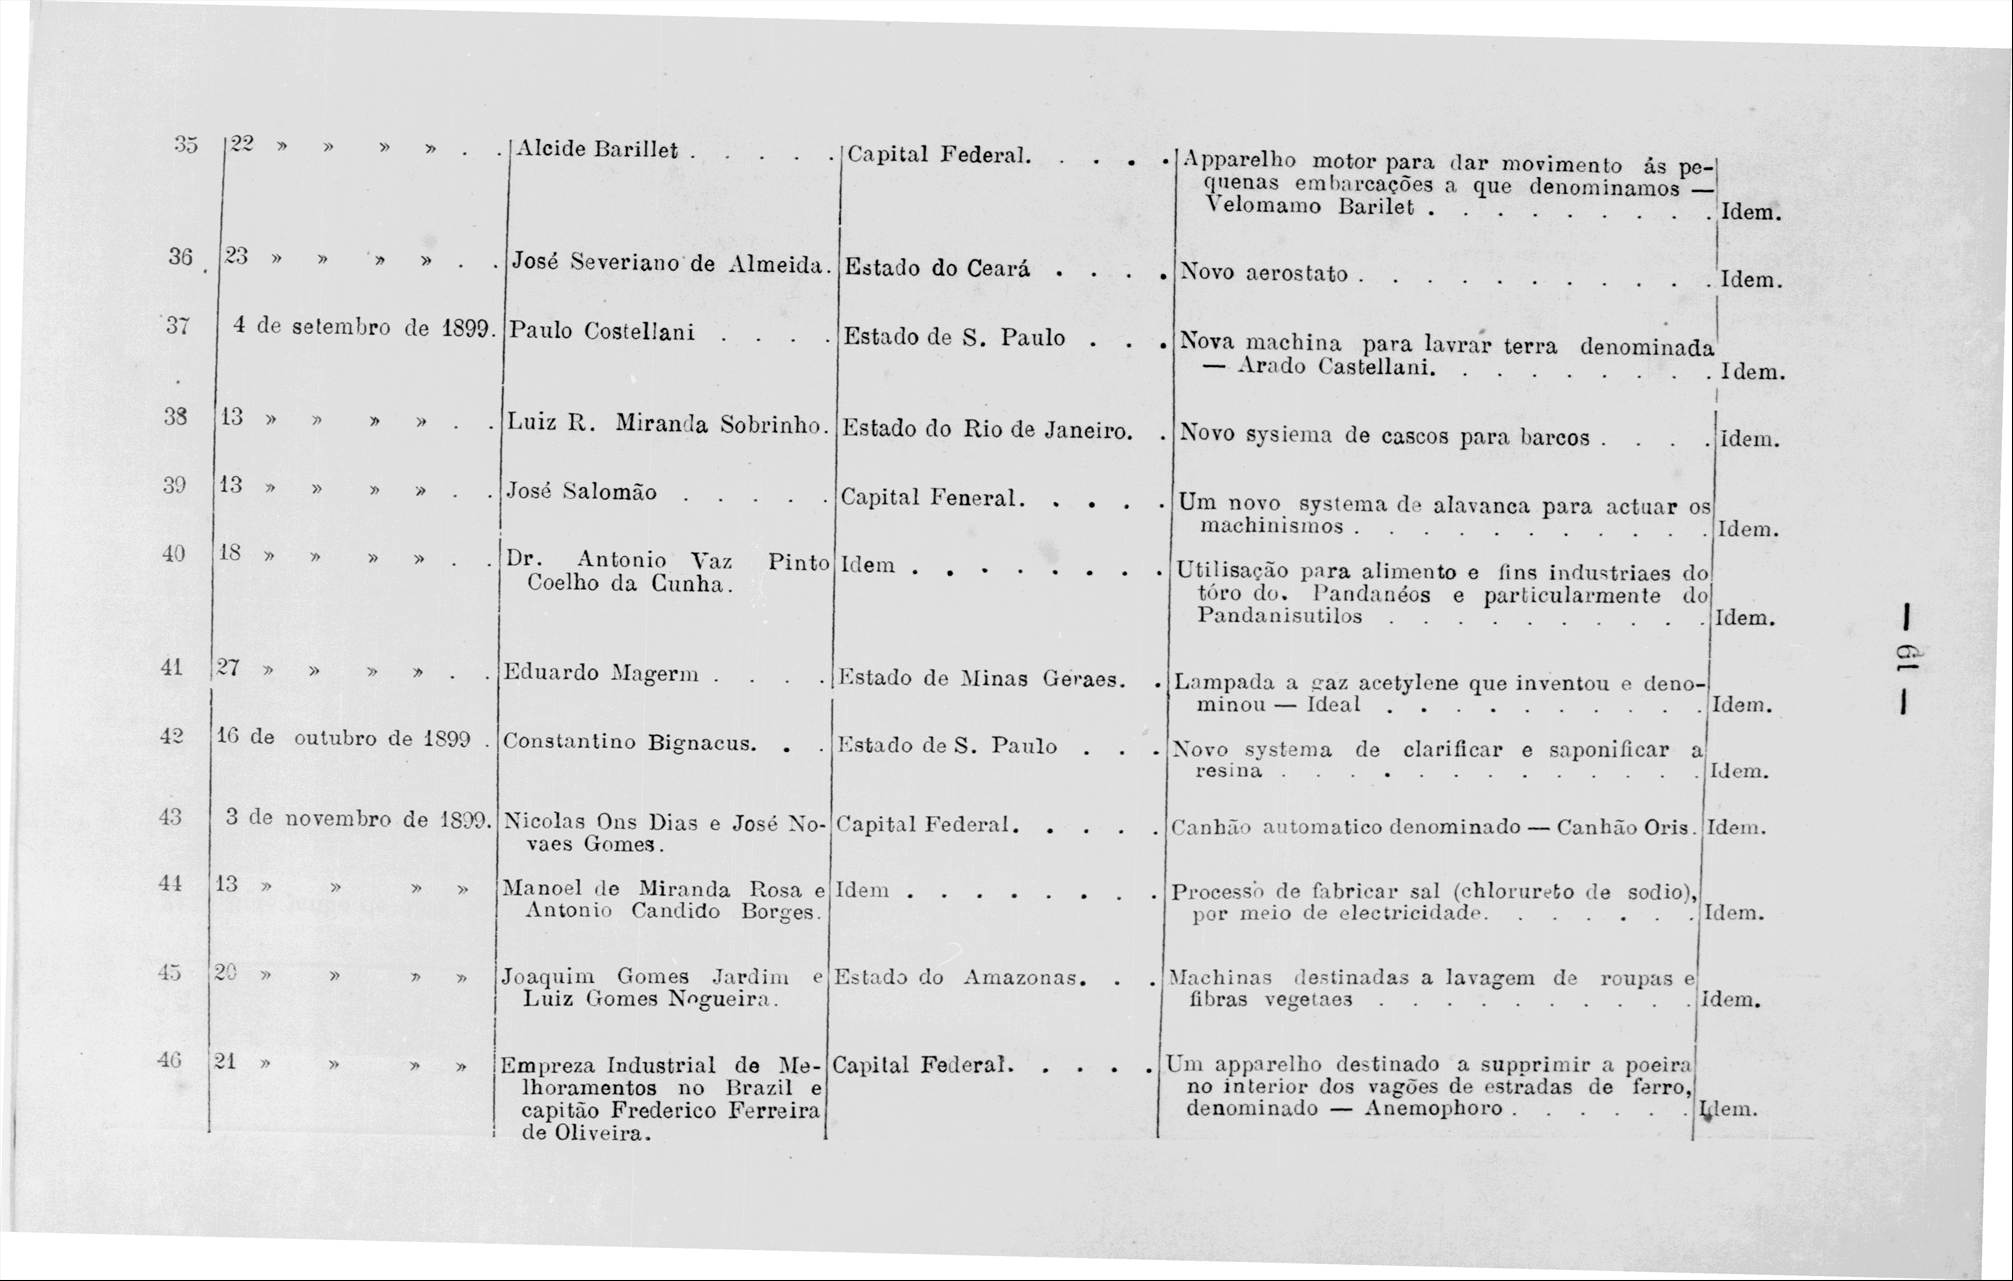 35 22 » » » » . . Alcide Barillet . . . . . Capital Federal. . . . . Apparelho motor para dar movimento ás pe-
quenas embarcações a que denominamos —
Velomamo Barilet . . . . . . . . . Idem.
36 23 » » » » . . José Severiano de Almeida. Estado do Ceará . . . . Novo aerostato . . . . . . . . . . . Idem.
37 4 de setembro de 1899. Paulo Costellani . . . . Estado de S. Paulo . . . Nova machina para lavrar terra denominada
— Arado Castellani. . . . . . . . . Idem.
38 13 » » » » . . Luiz R. Miranda Sobrinho. Estado do Rio de Janeiro. . Novo sysiema de cascos para barcos . . . . Idem.
39 13 » » » » . . José Salomão . . . . . Capital Feneral. . . . . Um novo systema de alavanca para actuar os
machinismos . . . . . . . . . . . Idem.
40 18 » » » » . . Dr. Antonio Vaz Pinto Idem . . . . . . . . Utilisação para alimento e fins industriaes do
Coelho da Cunha. tóro do. Pandanéos e particularmente do
Pandanisutilos . . . . . . . . . . Idem.
41 27 » » » » . . Eduardo Magerm . . . . Estado de Minas Geraes. . Lampada a gaz acetylene que inventou e deno-
minou — Ideal . . . . . . . . . . Idem.
42 16 de outubro de 1899 . Constantino Bignacus. . . Estado de S. Paulo . . . Novo systema de clarificar e saponificar a
resina . . . . . . . . . . . . . Idem.
43 3 de novembro de 1899. Nicolas Ons Dias e José No- Capital Federal. . . . . Canhão automatico denominado — Canhão Oris. Idem.
vaes Gomes.
44 13 » » » » Manoel de Miranda Rosa e Idem . . . . . . . . Processo de fabricar sal (chlorureto de sodio),
Antonio Candido Borges. por meio de electricidade. . . . . . . Idem.
45 20 » » » » Joaquim Gomes Jardim e Estado do Amazonas. . . Machinas destinadas a lavagem de roupas e
Luiz Gomes Nogueira. fibras vegetaes . . . . . . . . . . Idem.
46 21 » » » » Empreza Industrial de Me- Capital Federal. . . . . Um apparelho destinado a supprimir a poeira
lhoramentos no Brazil e no interior dos vagões de estradas de ferro,
capitão Frederico Ferreira denominado — Anemophoro . . . . . . Idem.
de Oliveira.
— 61 —